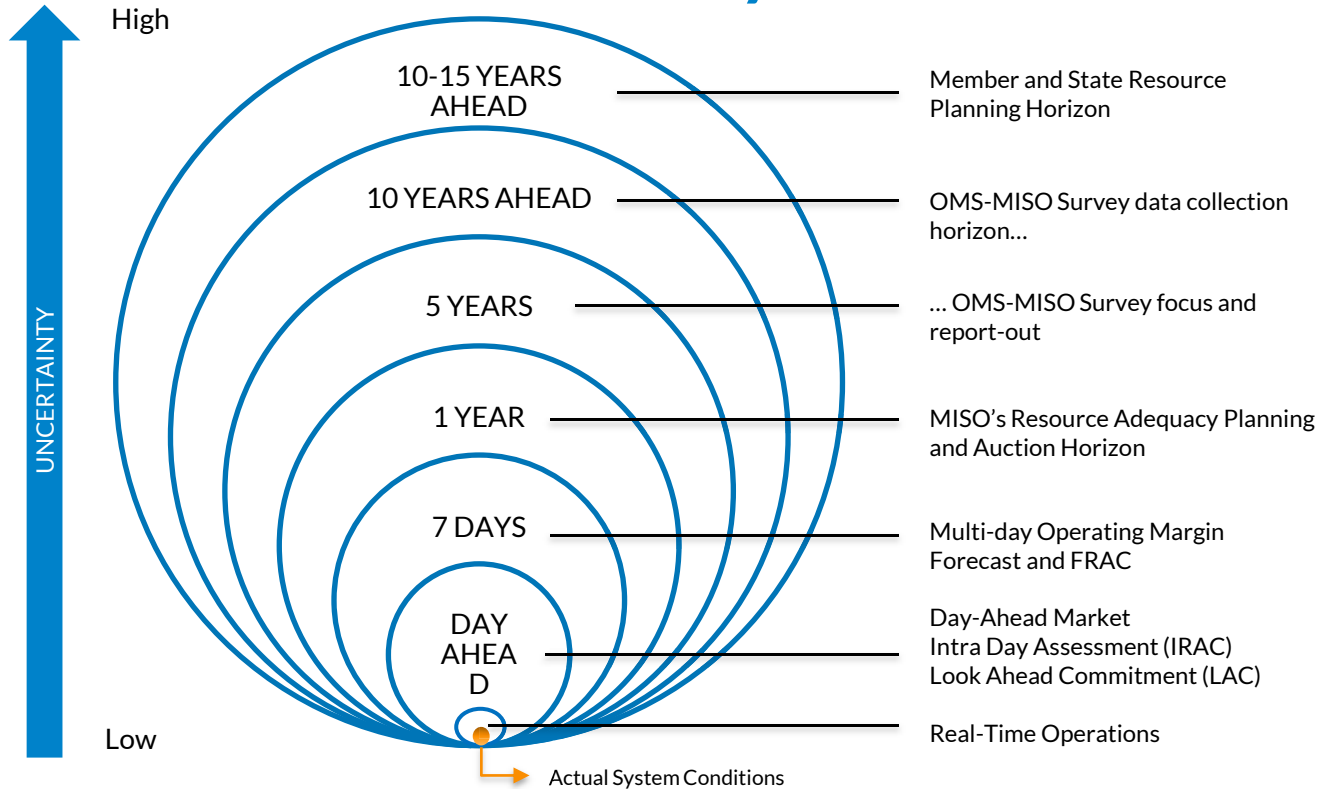 High
10-15 YEARS
AHEAD
Member and State Resource
Planning Horizon
10 YEARS AHEAD
OMS-MISO Survey data collection
horizon...
5 YEARS
... OMS-MISO Survey focus and
report-out
UNCERTAINTY
1 YEAR
MISO’s Resource Adequacy Planning
and Auction Horizon
7 DAYS
Multi-day Operating Margin
Forecast and FRAC
DAY
AHEA
D
Day-Ahead Market
Intra Day Assessment (IRAC)
Look Ahead Commitment (LAC)
Low
Real-Time Operations
Actual System Conditions